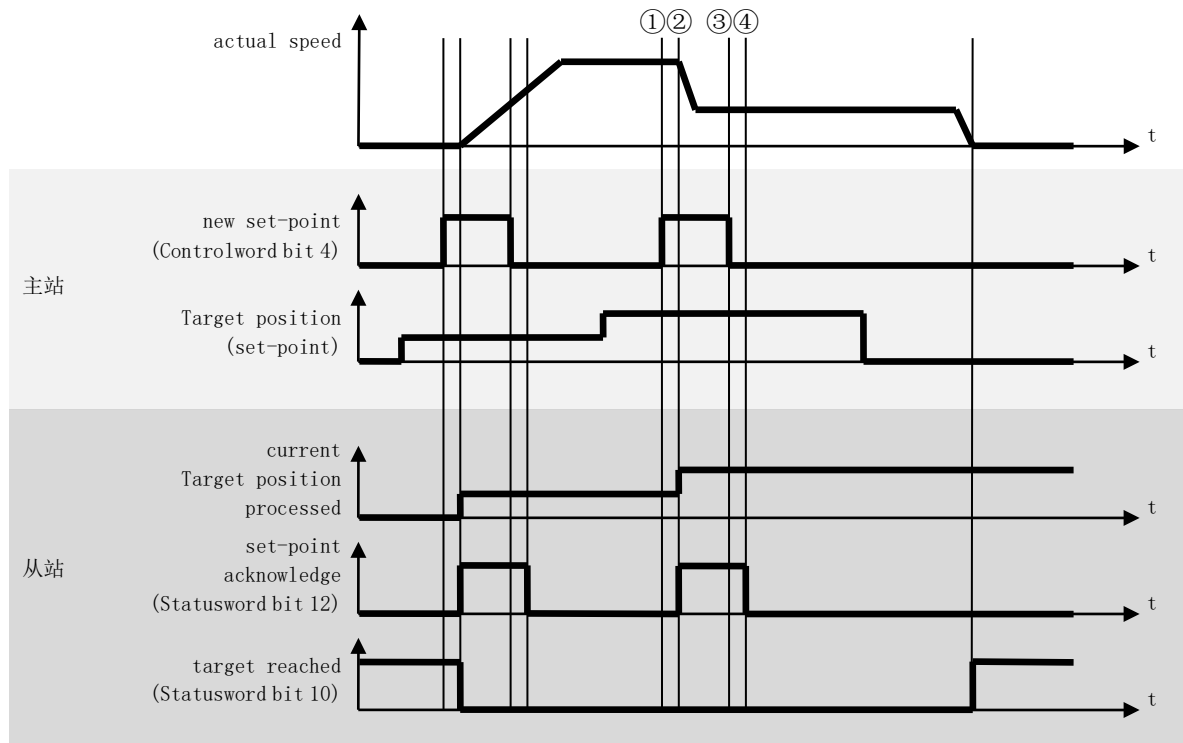 ①② ③④
actual speed
t
new set-point
(Controlword bit 4)
t
主站
Target position
(set-point)
t
current
Target position
processed
t
set-point
从站
acknowledge
(Statusword bit 12)
t
target reached
(Statusword bit 10)
t